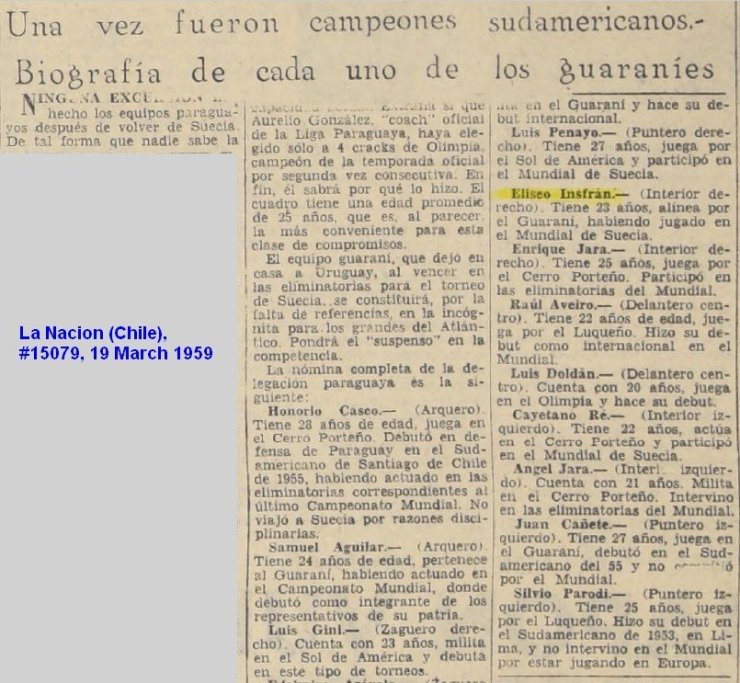 Una vez fueron campeones sudamericanos.-
Biografía de cada uno de los guaraníes
NINGUNA
hecho los equipos paragua-
yos después de volver de Suecia.
De tal forma que nadie sabe la
La Nacion (Chile),
#15079, 19 March 1959
si que
Aurelio González, "coach" oficial
de la Liga Paraguaya, haya ele-
gido sólo a 4 cracks de Olimpia,
campeón de la temporada oficial
por segunda vez consecutiva. En
fin, él sabrá por qué lo hizo. El
cuadro tiene una edad promedio
de 25 años, que es, al parecer,
la más conveniente para esta
clase de compromisos.
El equipo guaraní, que dejó en
casa a Uruguay, al vencer en
las eliminatorias para el torneo
de Suecia, se constituirá, por la
falta de referencias, en la incóg-
nita para los grandes del Atlán-
tico. Pondrá el "suspenso" en la
competencia.
La nómina completa de la de-
legación paraguaya es la si-
guiente:
Honorio Casco.— (Arquero).
Tiene 28 años de edad, juega en
el Cerro Porteño. Debutó en de-
fensa de Paraguay en el Sud-
americano de Santiago de Chile
de 1955, habiendo actuado en las
eliminatorias correspondientes al
último Campeonato Mundial. No
viajó a Suecia por razones disci-
plinarias.
Samuel Aguilar.— (Arquero).
Tiene 24 años de edad, pertenece
al Guaraní, habiendo actuado en
el Campeonato Mundial, donde
debutó como integrante de los
representativos de su patria.
Luis Gini.— (Zaguero dere-
cho). Cuenta con 23 años, milita
en el Sol de América y debuta
en este tipo de torneos.
en el Guaraní y hace su de-
but internacional.
Luis Penayo.— (Puntero dere-
cho). Tiene 27 años, juega por
el Sol de América y participó en
el Mundial de Suecia.
Eliseo Insfrán.— (Interior de-
recho). Tiene 23 años, alinea por
el Guaraní, habiendo jugado en
el Mundial de Suecia.
Enrique Jara.— (Interior de-
recho). Tiene 25 años, juega por
el Cerro Porteño. Participó en
las eliminatorias del Mundial.
Raúl Aveiro.— (Delantero cen-
tro). Tiene 22 años de edad, jue-
ga por el Luqueño. Hizo su de-
but como internacional en el
Mundial.
Luis Doldán.— (Delantero cen-
tro). Cuenta con 20 años, juega
en el Olimpia y hace su debut.
Cayetano Ré.— (Interior iz-
quierdo). Tiene 22 años, actúa
en el Cerro Porteño y participó
en el Mundial de Suecia.
Angel Jara.— (Interi. izquier-
do). Cuenta con 21 años. Milita
en el Cerro Porteño. Intervino
en las eliminatorias del Mundial.
Juan Cañete.— (Puntero iz-
quierdo). Tiene 27 años, juega en
el Guaraní, debutó en el Sud-
americano del 55 y no
por el Mundial.
Silvio Parodi.— (Puntero iz-
quierdo). Tiene 25 años, juega
por el Luqueño. Hizo su debut en
el Sudamericano de 1953, en Li-
ma, y no intervino en el Mundial
por estar jugando en Europa.